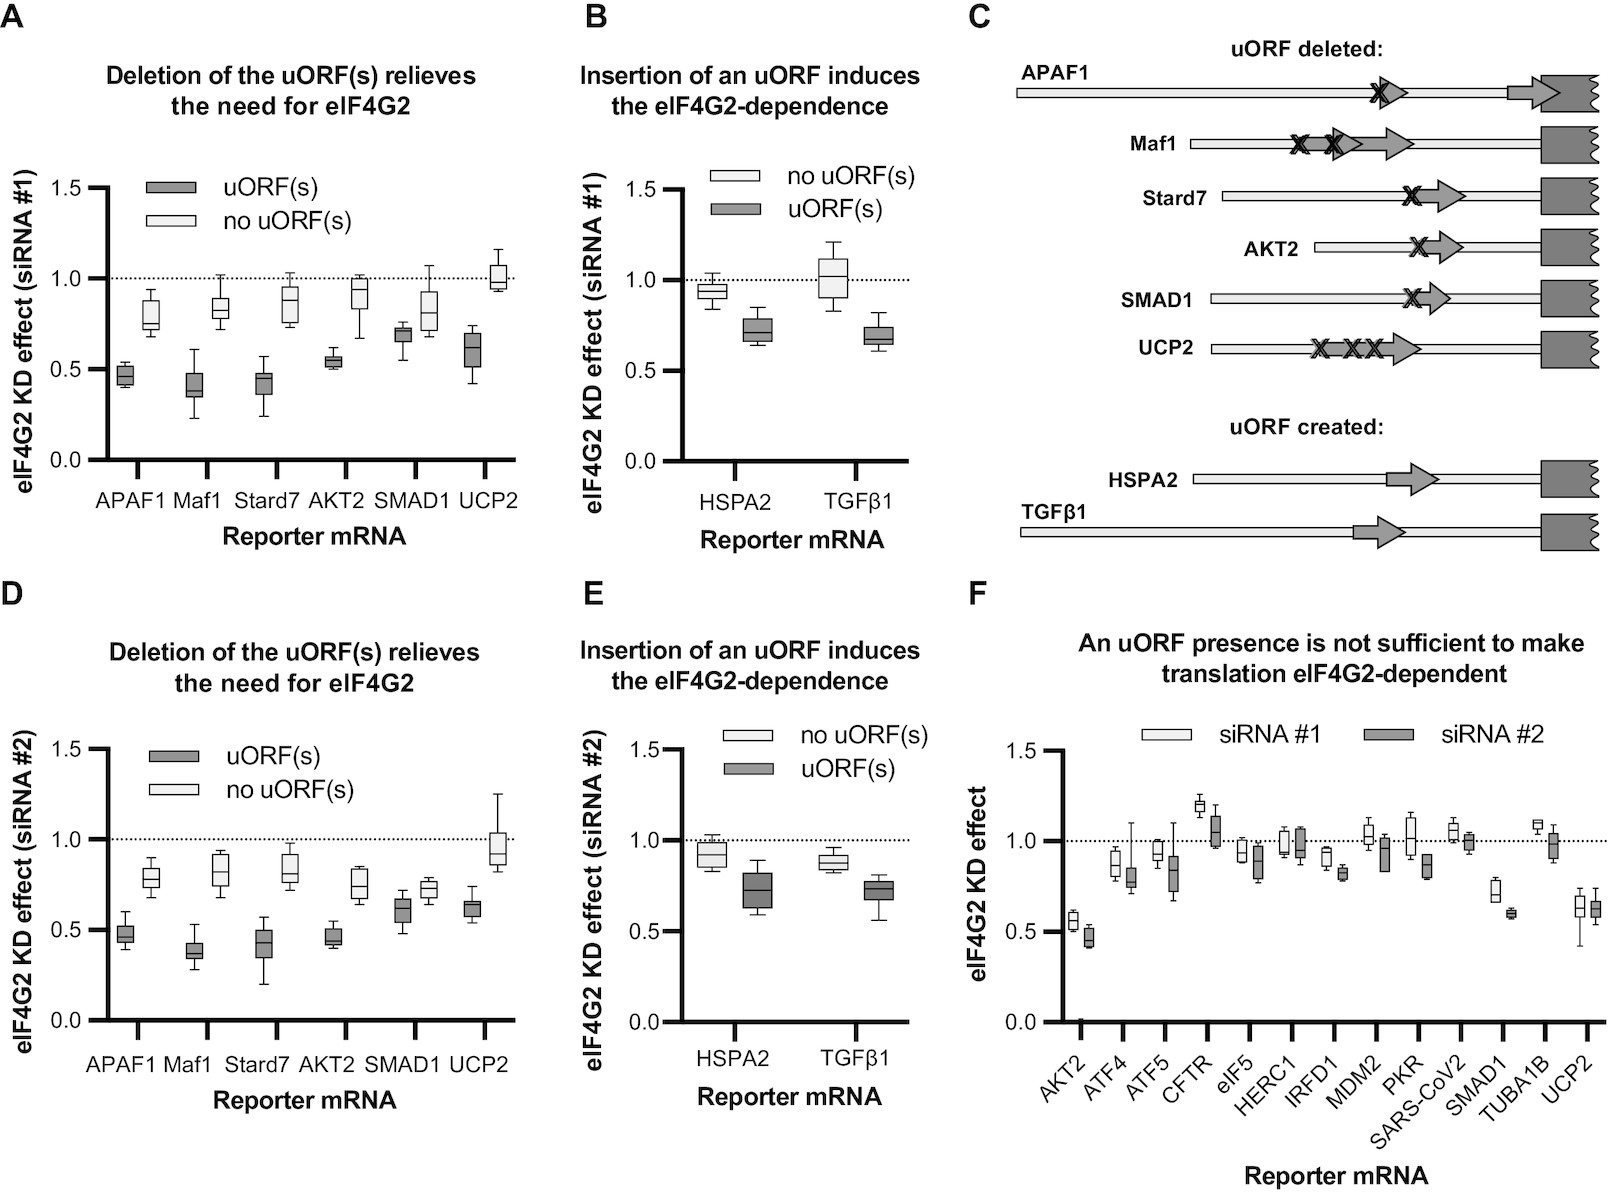 A
Deletion of the uORF(s) relieves
the need for eIF4G2
eIF4G2 KD effect (siRNA #1)
uORF(s)
no uORF(s)
1.5
1.0
0.5
0.0
APAF1 Maf1 Stard7 AKT2 SMAD1 UCP2
Reporter mRNA
B
Insertion of an uORF induces
the eIF4G2-dependence
eIF4G2 KD effect (siRNA #1)
no uORF(s)
uORF(s)
1.5
1.0
0.5
0.0
HSPA2 TGFβ1
Reporter mRNA
C
uORF deleted:
APAF1
Maf1
Stard7
AKT2
SMAD1
UCP2
uORF created:
HSPA2
TGFβ1
D
Deletion of the uORF(s) relieves
the need for eIF4G2
eIF4G2 KD effect (siRNA #2)
uORF(s)
no uORF(s)
1.5
1.0
0.5
0.0
APAF1 Maf1 Stard7 AKT2 SMAD1 UCP2
Reporter mRNA
E
Insertion of an uORF induces
the eIF4G2-dependence
eIF4G2 KD effect (siRNA #2)
no uORF(s)
uORF(s)
1.5
1.0
0.5
0.0
HSPA2 TGFβ1
Reporter mRNA
F
An uORF presence is not sufficient to make
translation eIF4G2-dependent
siRNA #1 siRNA #2
eIF4G2 KD effect
1.5
1.0
0.5
0.0
AKT2
ATF4
ATF5
CFTR
eIF5
HERC1
IRFD1
MDM2
PKR
SARS-CoV2
SMAD1
TUBA1B
UCP2
Reporter mRNA